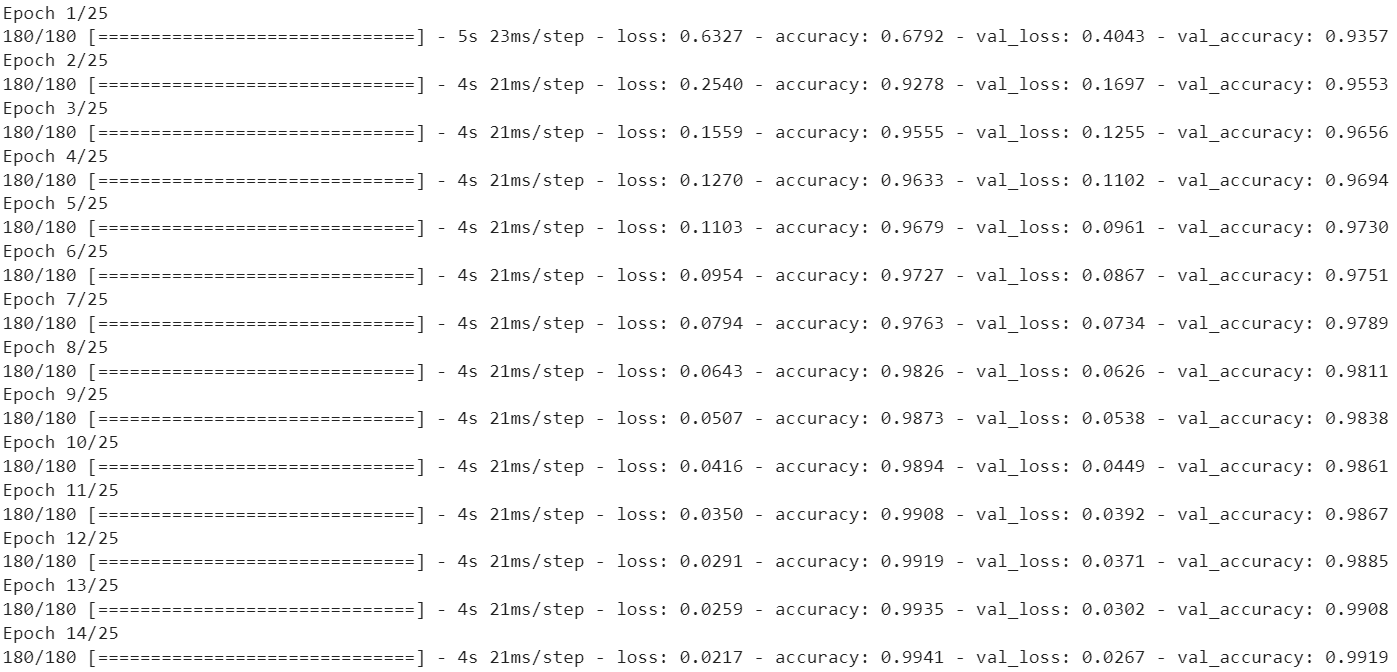 Epoch 1/25
180/180 [==============================] - 5s 23ms/step - loss: 0.6327 - accuracy: 0.6792 - val_loss: 0.4043 - val_accuracy: 0.9357
Epoch 2/25
180/180 [==============================] - 4s 21ms/step - loss: 0.2540 - accuracy: 0.9278 - val_loss: 0.1697 - val_accuracy: 0.9553
Epoch 3/25
180/180 [==============================] - 4s 21ms/step - loss: 0.1559 - accuracy: 0.9555 - val_loss: 0.1255 - val_accuracy: 0.9656
Epoch 4/25
180/180 [==============================] - 4s 21ms/step - loss: 0.1270 - accuracy: 0.9633 - val_loss: 0.1102 - val_accuracy: 0.9694
Epoch 5/25
180/180 [==============================] - 4s 21ms/step - loss: 0.1103 - accuracy: 0.9679 - val_loss: 0.0961 - val_accuracy: 0.9730
Epoch 6/25
180/180 [==============================] - 4s 21ms/step - loss: 0.0954 - accuracy: 0.9727 - val_loss: 0.0867 - val_accuracy: 0.9751
Epoch 7/25
180/180 [==============================] - 4s 21ms/step - loss: 0.0794 - accuracy: 0.9763 - val_loss: 0.0734 - val_accuracy: 0.9789
Epoch 8/25
180/180 [==============================] - 4s 21ms/step - loss: 0.0643 - accuracy: 0.9826 - val_loss: 0.0626 - val_accuracy: 0.9811
Epoch 9/25
180/180 [==============================] - 4s 21ms/step - loss: 0.0507 - accuracy: 0.9873 - val_loss: 0.0538 - val_accuracy: 0.9838
Epoch 10/25
180/180 [==============================] - 4s 21ms/step - loss: 0.0416 - accuracy: 0.9894 - val_loss: 0.0449 - val_accuracy: 0.9861
Epoch 11/25
180/180 [==============================] - 4s 21ms/step - loss: 0.0350 - accuracy: 0.9908 - val_loss: 0.0392 - val_accuracy: 0.9867
Epoch 12/25
180/180 [==============================] - 4s 21ms/step - loss: 0.0291 - accuracy: 0.9919 - val_loss: 0.0371 - val_accuracy: 0.9885
Epoch 13/25
180/180 [==============================] - 4s 21ms/step - loss: 0.0259 - accuracy: 0.9935 - val_loss: 0.0302 - val_accuracy: 0.9908
Epoch 14/25
180/180 [==============================] - 4s 21ms/step - loss: 0.0217 - accuracy: 0.9941 - val_loss: 0.0267 - val_accuracy: 0.9919